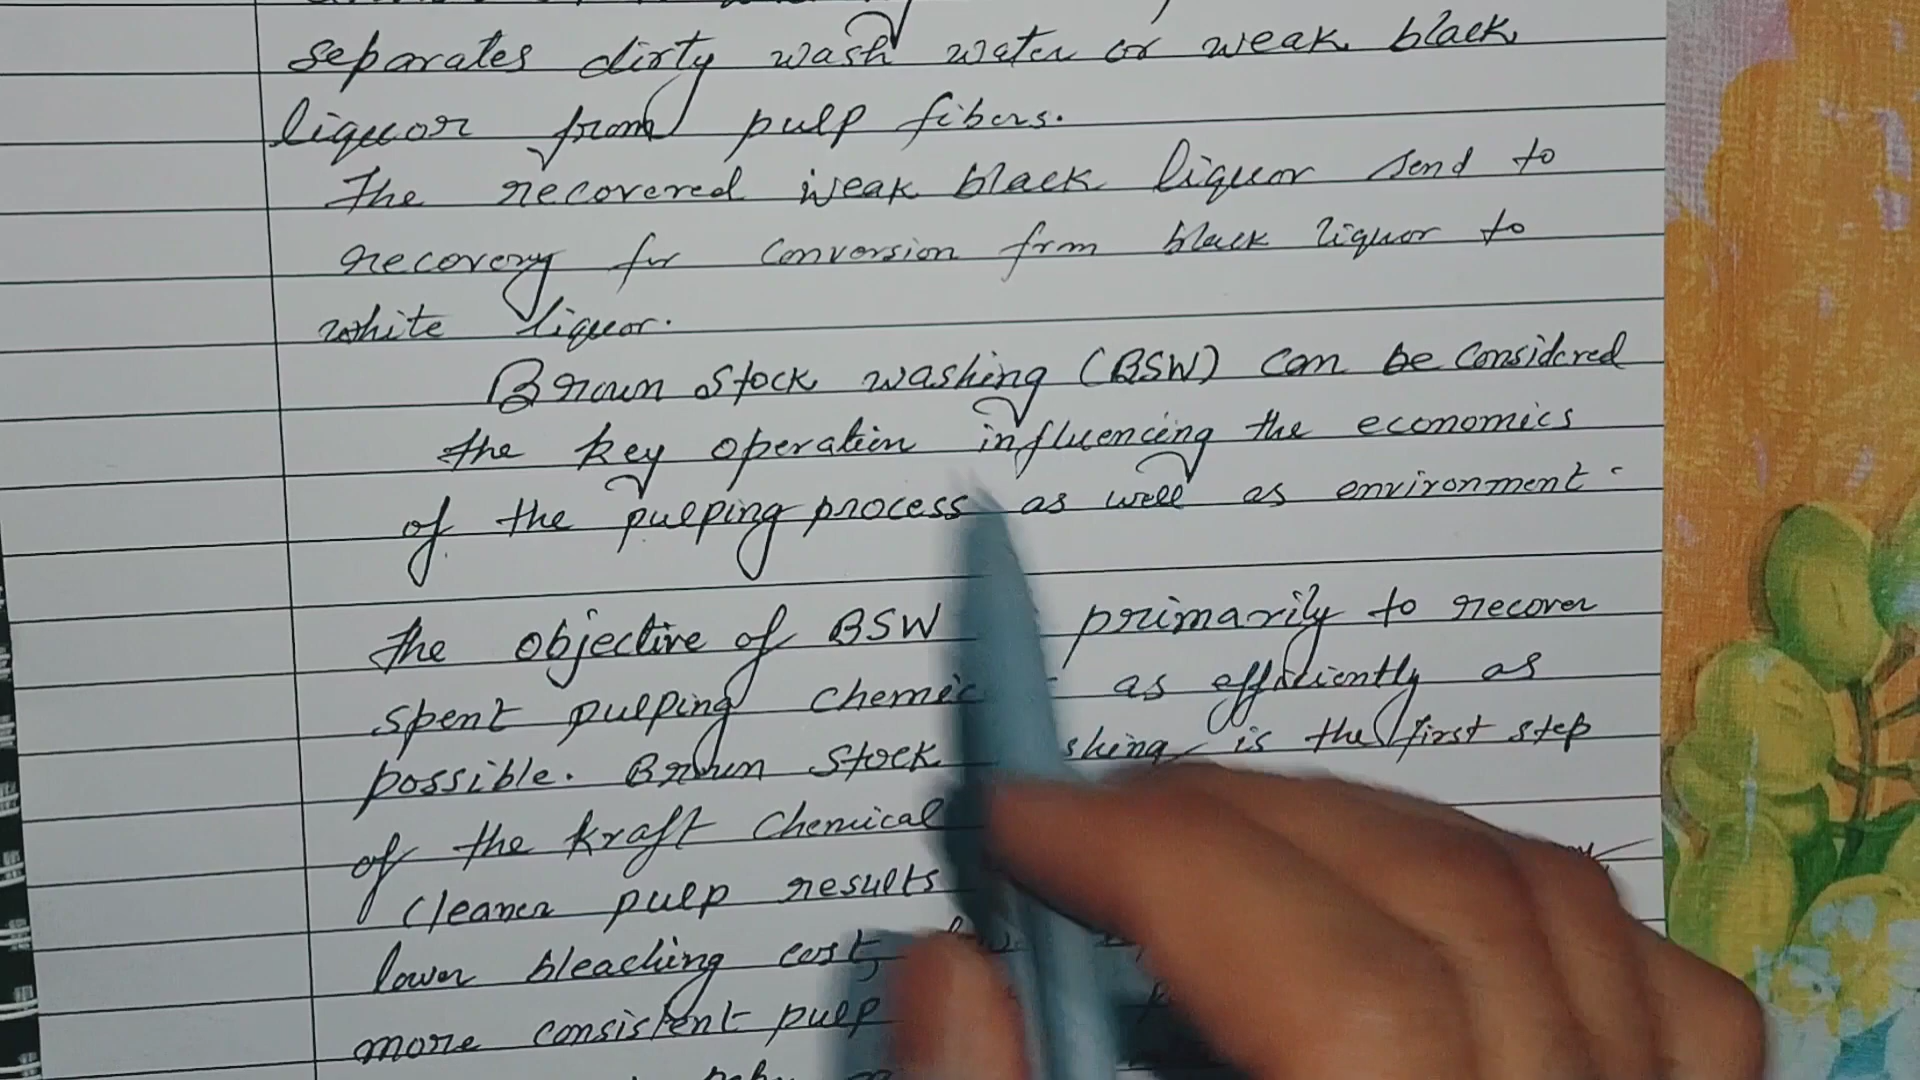 separates dirty wash water or weak black
liquor from pulp fibers.
The recovered weak black liquor send to
recovery for conversion from black liquor to
white liquor.
Brown stock washing (BSW) can be considered
the key operation influencing the economics
of the pulping process as well as environment.
The objective of BSW primarily to recover
spent pulping as efficiently as
possible. Brown stock is the first step
of the kraft chemical
cleaner pulp results
lower bleaching cost,
more consistent pulp